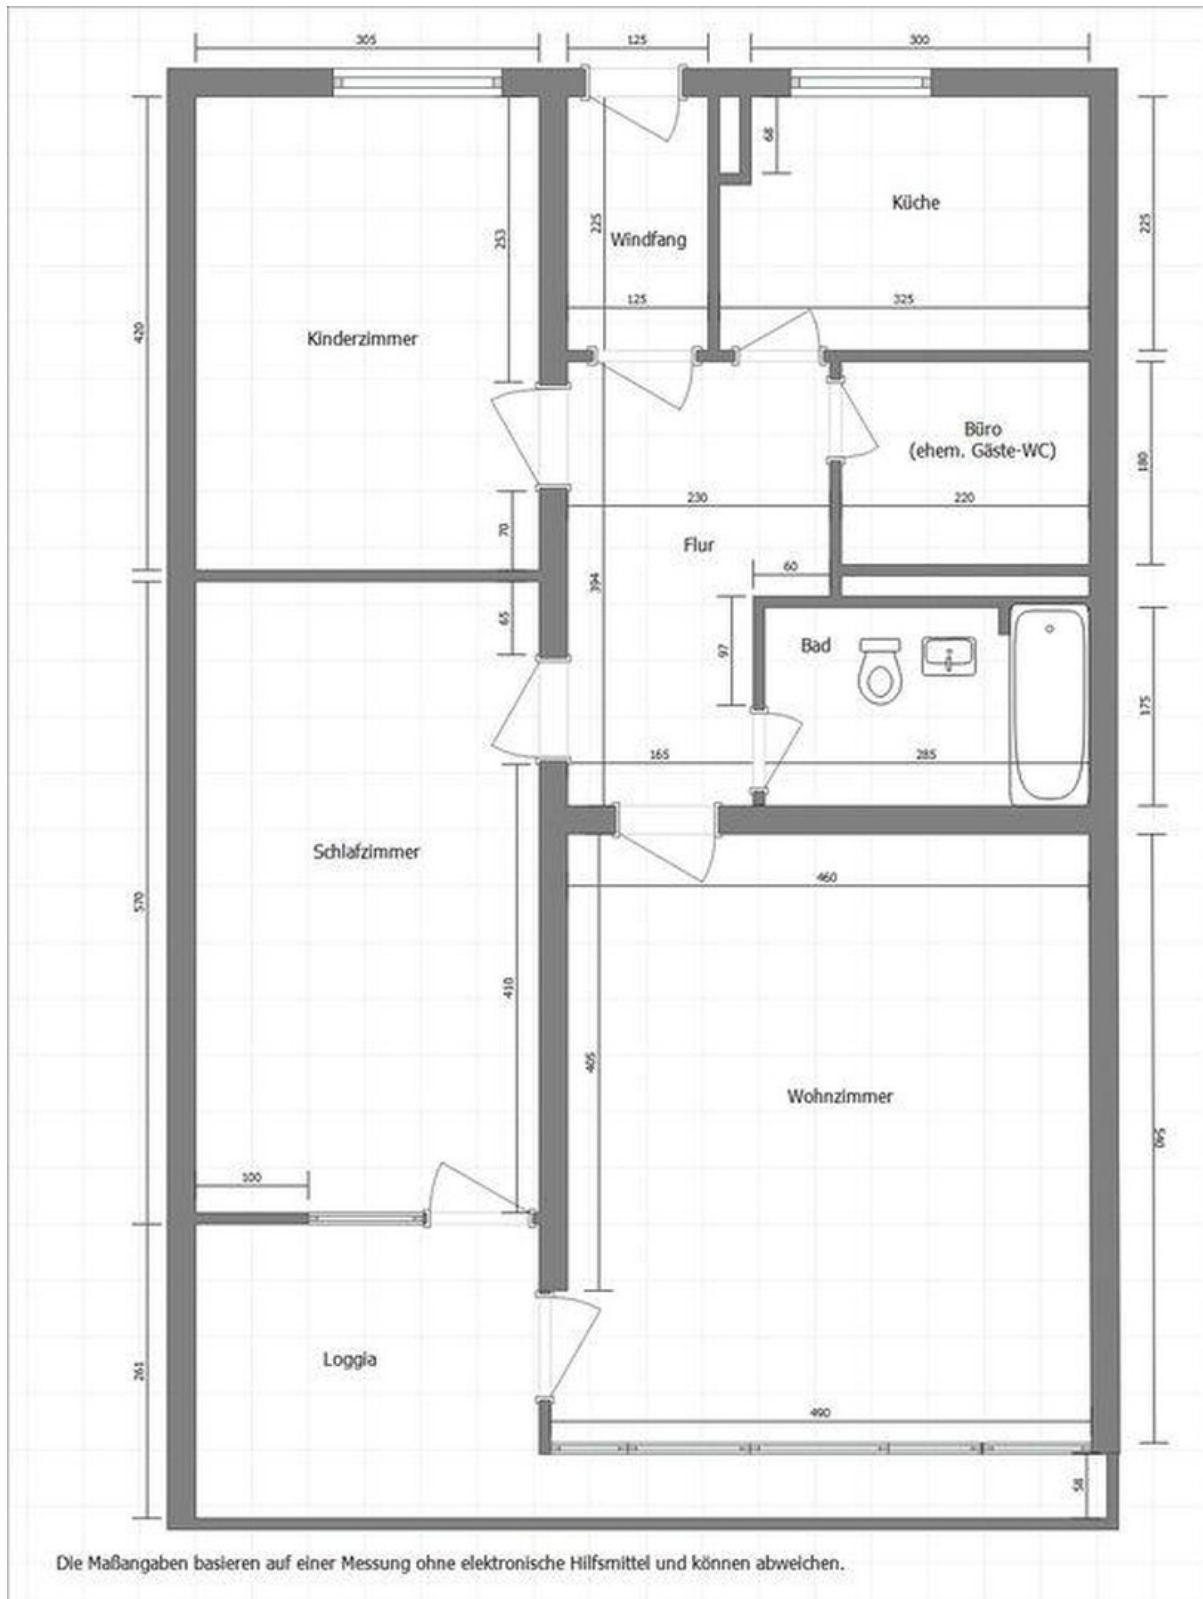 305
125
300
68
Küche
225
225
253
Windfang
125
325
420
Kinderzimmer
Büro
(ehem. Gäste-WC)
180
230
220
70
Flur
60
394
65
97
Bad
175
165
285
Schlafzimmer
460
570
410
405
Wohnzimmer
540
100
Loggia
261
490
58
Die Maßangaben basieren auf einer Messung ohne elektronische Hilfsmittel und können abweichen.